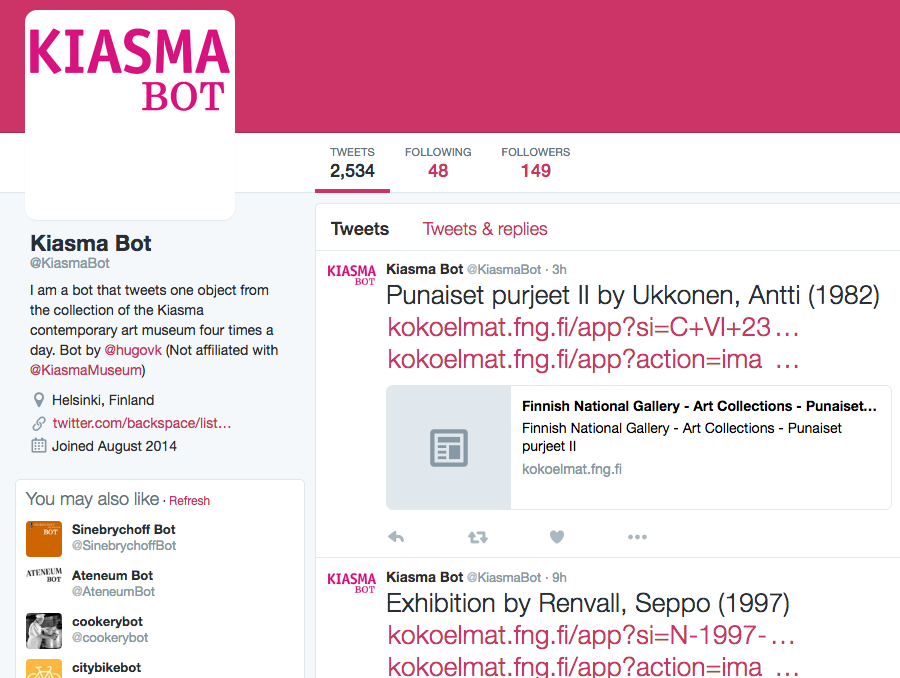 KIASMA
BOT
TWEETS FOLLOWING FOLLOWERS
2,534 48 149
Kiasma Bot
@KiasmaBot
I am a bot that tweets one object from
the collection of the Kiasma
contemporary art museum four times a
day. Bot by @hugovk (Not affiliated with
@KiasmaMuseum)
Helsinki, Finland
twitter.com/backspace/list…
Joined August 2014
You may also like · Refresh
BOT
Sinebrychoff Bot
@SinebrychoffBot
ATENEUM
BOT
Ateneum Bot
@AteneumBot
cookerybot
@cookerybot
citybikebot
Tweets Tweets & replies
KIASMA
BOT
Kiasma Bot @KiasmaBot · 3h
Punaiset purjeet II by Ukkonen, Antti (1982)
kokoelmat.fng.fi/app?si=C+VI+23…
kokoelmat.fng.fi/app?action=ima …
Finnish National Gallery - Art Collections - Punaiset…
Finnish National Gallery - Art Collections - Punaiset
purjeet II
kokoelmat.fng.fi
KIASMA
BOT
Kiasma Bot @KiasmaBot · 9h
Exhibition by Renvall, Seppo (1997)
kokoelmat.fng.fi/app?si=N-1997-…
kokoelmat.fng.fi/app?action=ima …